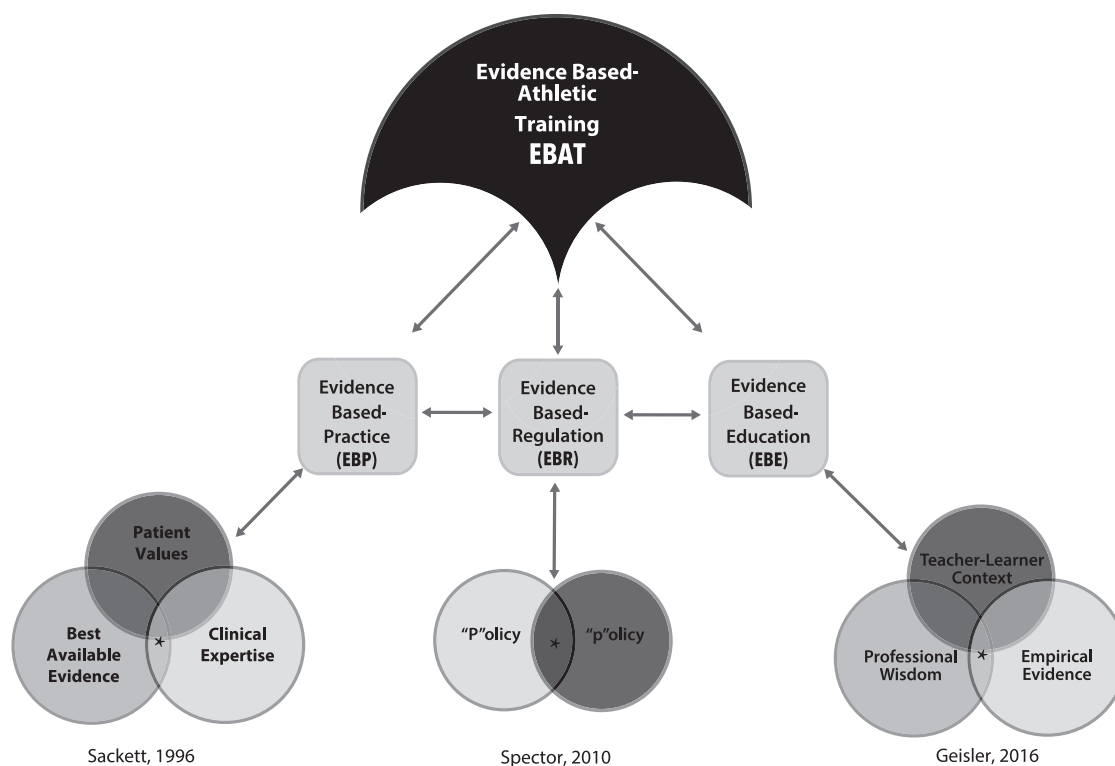 Evidence Based-
Athletic
Training
EBAT
Evidence
Based-
Practice
(EBP)
Evidence
Based-
Regulation
(EBR)
Evidence
Based-
Education
(EBE)
Patient
Values
Best
Available
Evidence
*
Clinical
Expertise
"P"olicy
*
"p"olicy
Teacher-Learner
Context
Professional
Wisdom
*
Empirical
Evidence
Sackett, 1996
Spector, 2010
Geisler, 2016